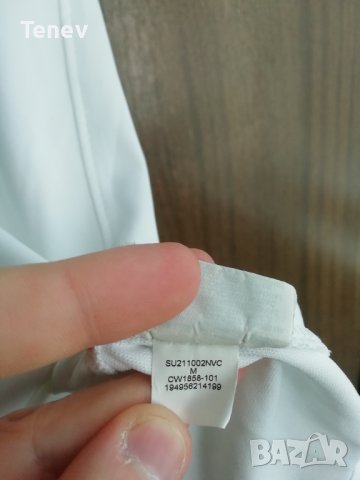 Tenev
SU211002NVC
M
CW1858-101
194956214199
BAZAR